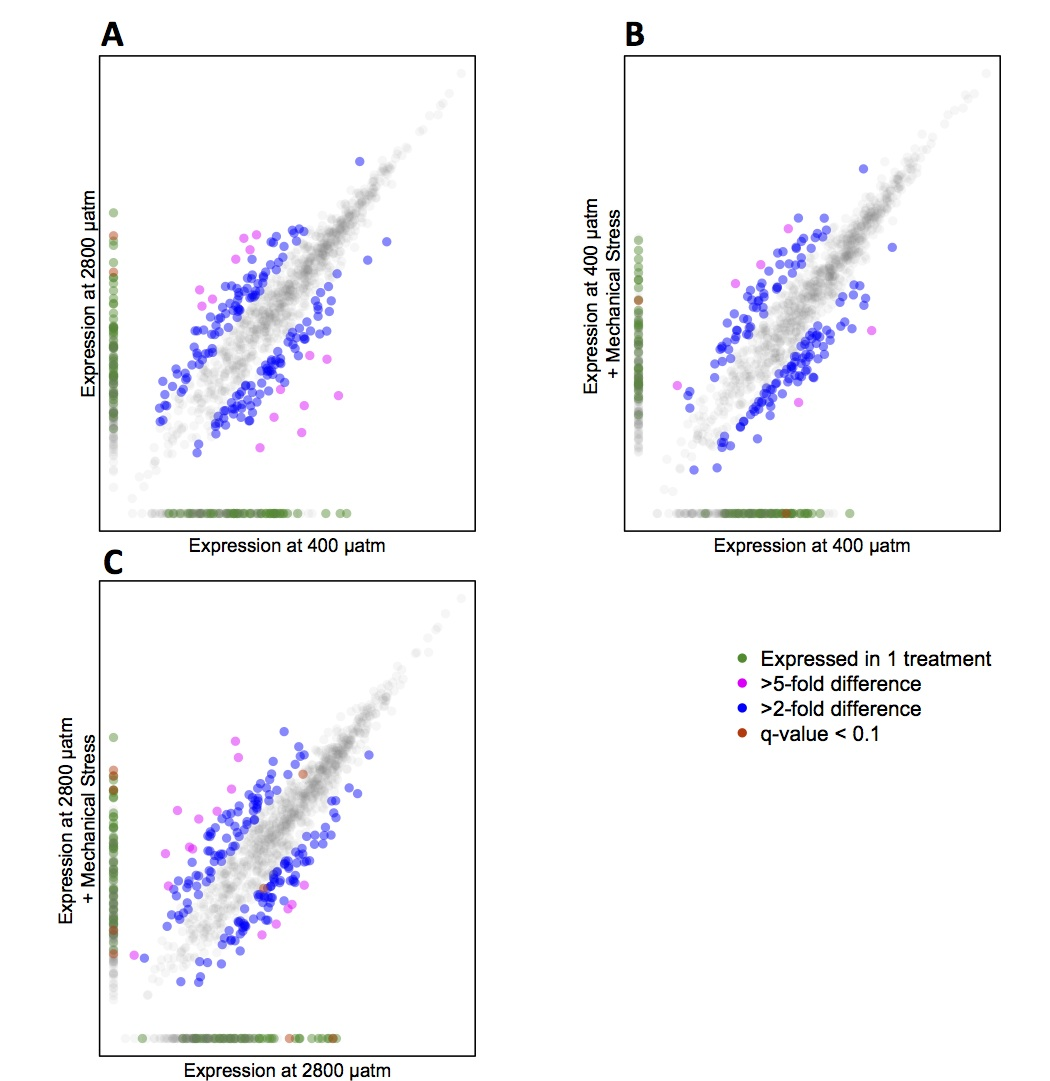 A
B
Expression at 2800 µatm
Expression at 400 µatm
+ Mechanical Stress
Expression at 400 µatm
Expression at 400 µatm
C
Expression at 2800 µatm
+ Mechanical Stress
Expressed in 1 treatment
>5-fold difference
>2-fold difference
q-value < 0.1
Expression at 2800 µatm